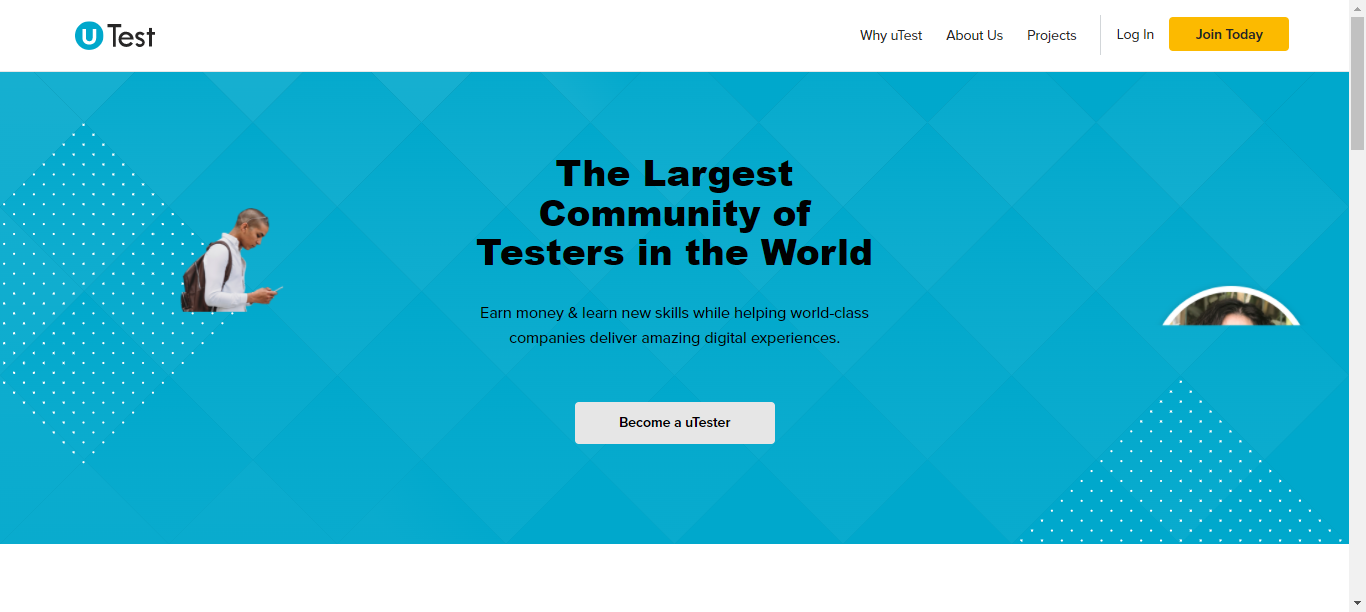 uTest
Why uTest
About Us
Projects
Log In
Join Today
The Largest
Community of
Testers in the World
Earn money & learn new skills while helping world-class
companies deliver amazing digital experiences.
Become a uTester